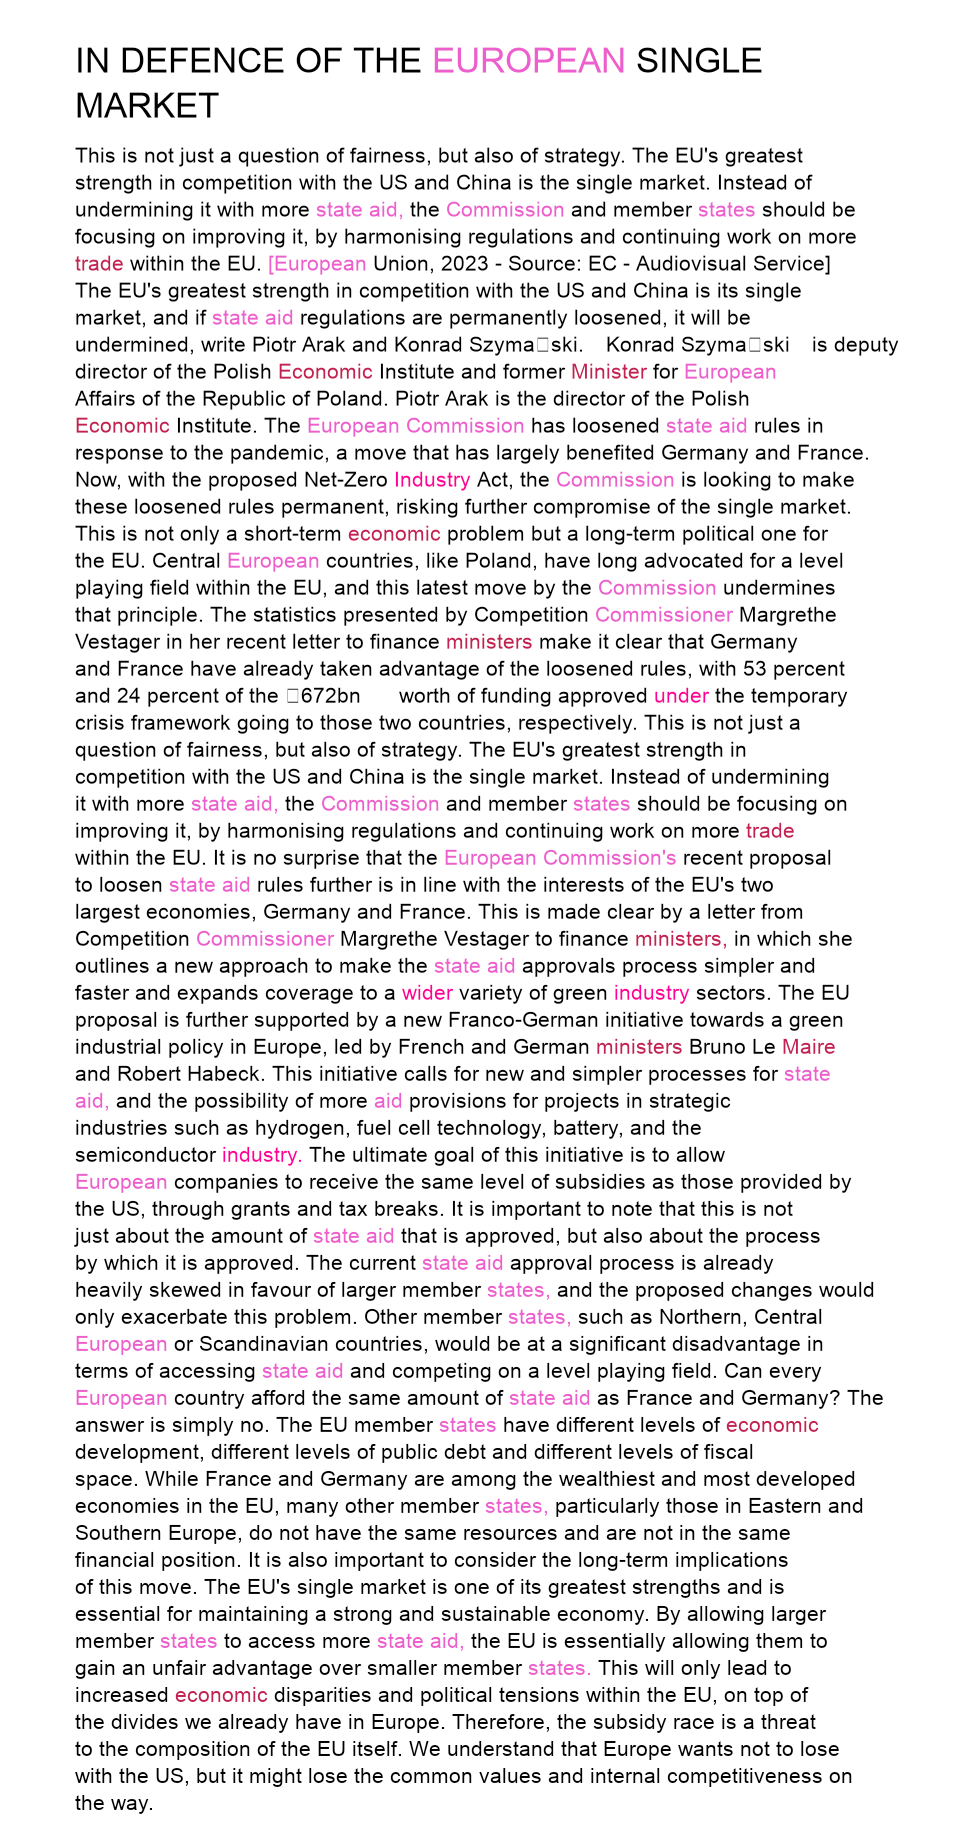 IN DEFENCE OF THE EUROPEAN SINGLE
MARKET
This is not just a question of fairness, but also of strategy. The EU's greatest
strength in competition with the US and China is the single market. Instead of
undermining it with more state aid, the Commission and member states should be
focusing on improving it, by harmonising regulations and continuing work on more
trade within the EU. [European Union, 2023 - Source: EC - Audiovisual Service]
The EU's greatest strength in competition with the US and China is its single
market, and if state aid regulations are permanently loosened, it will be
undermined, write Piotr Arak and Konrad Szyma□ski. Konrad Szyma□ski is deputy
director of the Polish Economic Institute and former Minister for European
Affairs of the Republic of Poland. Piotr Arak is the director of the Polish
Economic Institute. The European Commission has loosened state aid rules in
response to the pandemic, a move that has largely benefited Germany and France.
Now, with the proposed Net-Zero Industry Act, the Commission is looking to make
these loosened rules permanent, risking further compromise of the single market.
This is not only a short-term economic problem but a long-term political one for
the EU. Central European countries, like Poland, have long advocated for a level
playing field within the EU, and this latest move by the Commission undermines
that principle. The statistics presented by Competition Commissioner Margrethe
Vestager in her recent letter to finance ministers make it clear that Germany
and France have already taken advantage of the loosened rules, with 53 percent
and 24 percent of the □672bn worth of funding approved under the temporary
crisis framework going to those two countries, respectively. This is not just a
question of fairness, but also of strategy. The EU's greatest strength in
competition with the US and China is the single market. Instead of undermining
it with more state aid, the Commission and member states should be focusing on
improving it, by harmonising regulations and continuing work on more trade
within the EU. It is no surprise that the European Commission's recent proposal
to loosen state aid rules further is in line with the interests of the EU's two
largest economies, Germany and France. This is made clear by a letter from
Competition Commissioner Margrethe Vestager to finance ministers, in which she
outlines a new approach to make the state aid approvals process simpler and
faster and expands coverage to a wider variety of green industry sectors. The EU
proposal is further supported by a new Franco-German initiative towards a green
industrial policy in Europe, led by French and German ministers Bruno Le Maire
and Robert Habeck. This initiative calls for new and simpler processes for state
aid, and the possibility of more aid provisions for projects in strategic
industries such as hydrogen, fuel cell technology, battery, and the
semiconductor industry. The ultimate goal of this initiative is to allow
European companies to receive the same level of subsidies as those provided by
the US, through grants and tax breaks. It is important to note that this is not
just about the amount of state aid that is approved, but also about the process
by which it is approved. The current state aid approval process is already
heavily skewed in favour of larger member states, and the proposed changes would
only exacerbate this problem. Other member states, such as Northern, Central
European or Scandinavian countries, would be at a significant disadvantage in
terms of accessing state aid and competing on a level playing field. Can every
European country afford the same amount of state aid as France and Germany? The
answer is simply no. The EU member states have different levels of economic
development, different levels of public debt and different levels of fiscal
space. While France and Germany are among the wealthiest and most developed
economies in the EU, many other member states, particularly those in Eastern and
Southern Europe, do not have the same resources and are not in the same
financial position. It is also important to consider the long-term implications
of this move. The EU's single market is one of its greatest strengths and is
essential for maintaining a strong and sustainable economy. By allowing larger
member states to access more state aid, the EU is essentially allowing them to
gain an unfair advantage over smaller member states. This will only lead to
increased economic disparities and political tensions within the EU, on top of
the divides we already have in Europe. Therefore, the subsidy race is a threat
to the composition of the EU itself. We understand that Europe wants not to lose
with the US, but it might lose the common values and internal competitiveness on
the way.